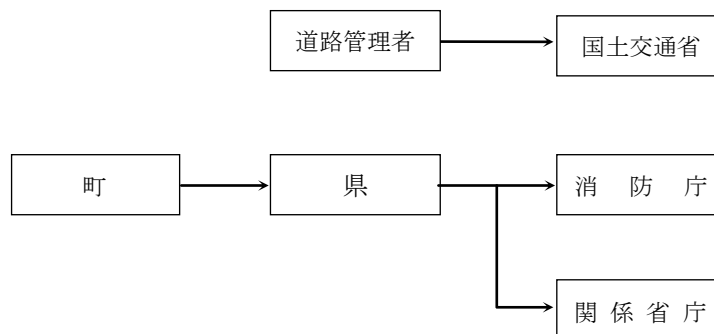 道路管理者
国土交通省
町
県
消防庁
関係省庁